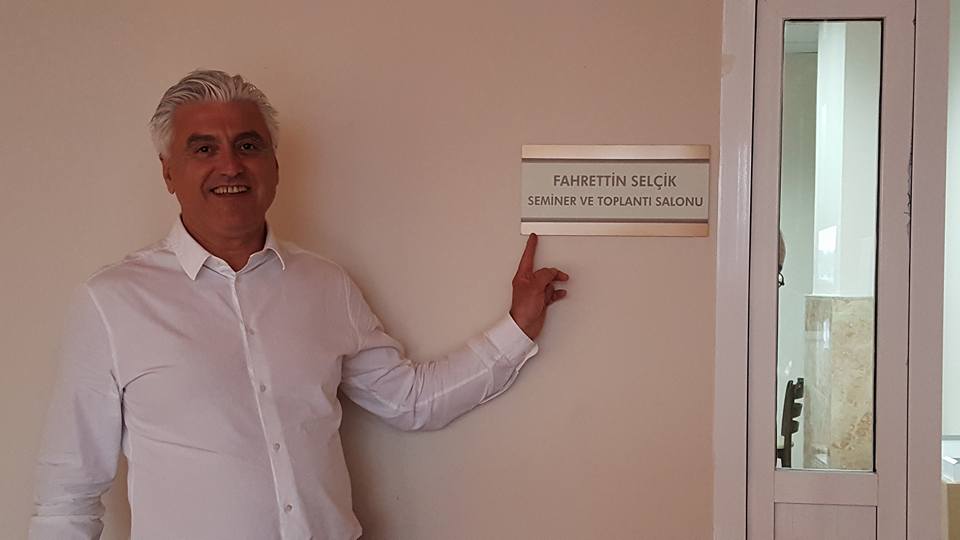 FAHRETTİN SELÇİK
SEMİNER VE TOPLANTI SALONU